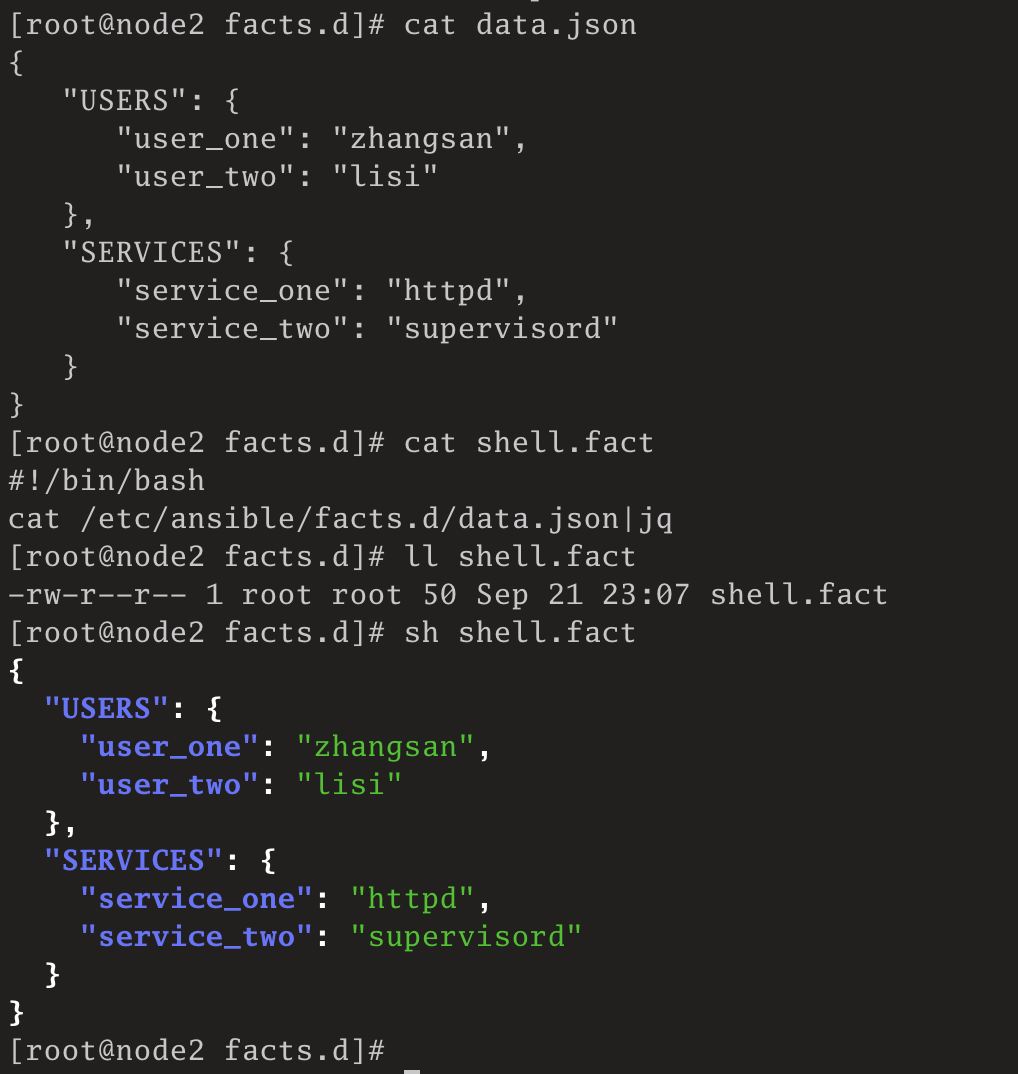 [root@node2 facts.d]# cat data.json
{
   "USERS": {
      "user_one": "zhangsan",
      "user_two": "lisi"
   },
   "SERVICES": {
      "service_one": "httpd",
      "service_two": "supervisord"
   }
}
[root@node2 facts.d]# cat shell.fact
#!/bin/bash
cat /etc/ansible/facts.d/data.json|jq
[root@node2 facts.d]# ll shell.fact
-rw-r--r-- 1 root root 50 Sep 21 23:07 shell.fact
[root@node2 facts.d]# sh shell.fact
{
  "USERS": {
    "user_one": "zhangsan",
    "user_two": "lisi"
  },
  "SERVICES": {
    "service_one": "httpd",
    "service_two": "supervisord"
  }
}
[root@node2 facts.d]#